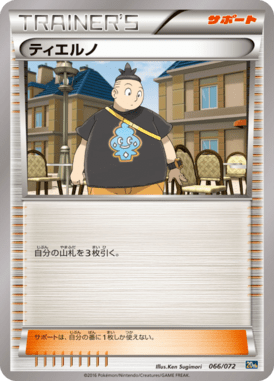 TRAINER'S
サポート
ティエルノ
自分の山札を3枚引く。
サポートは、自分の番に1枚しか使えない。
Illus.Ken Sugimori
066/072
©2016 Pokémon/Nintendo/Creatures/GAME FREAK.